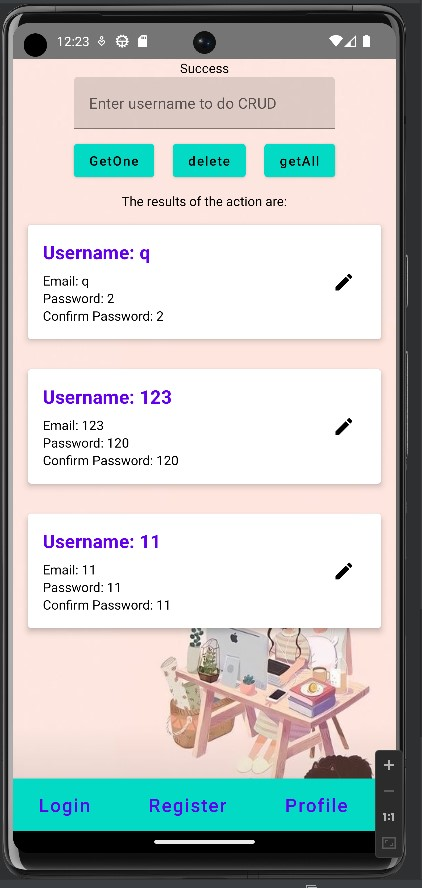 12:23
Success
Enter username to do CRUD
GetOne delete getAll
The results of the action are:
Username: q
Email: q
Password: 2
Confirm Password: 2
Username: 123
Email: 123
Password: 120
Confirm Password: 120
Username: 11
Email: 11
Password: 11
Confirm Password: 11
Login Register Profile
1:1